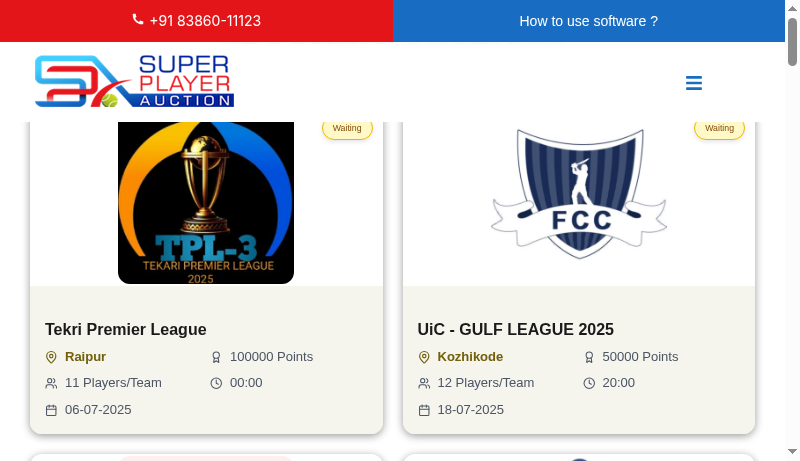 +91 83860-11123
How to use software ?
SUPER
PLAYER
AUCTION
Waiting
Waiting
TPL-3
TEKARI PREMIER LEAGUE
2025
FCC
Tekri Premier League
Raipur
100000 Points
11 Players/Team
00:00
06-07-2025
UiC - GULF LEAGUE 2025
Kozhikode
50000 Points
12 Players/Team
20:00
18-07-2025